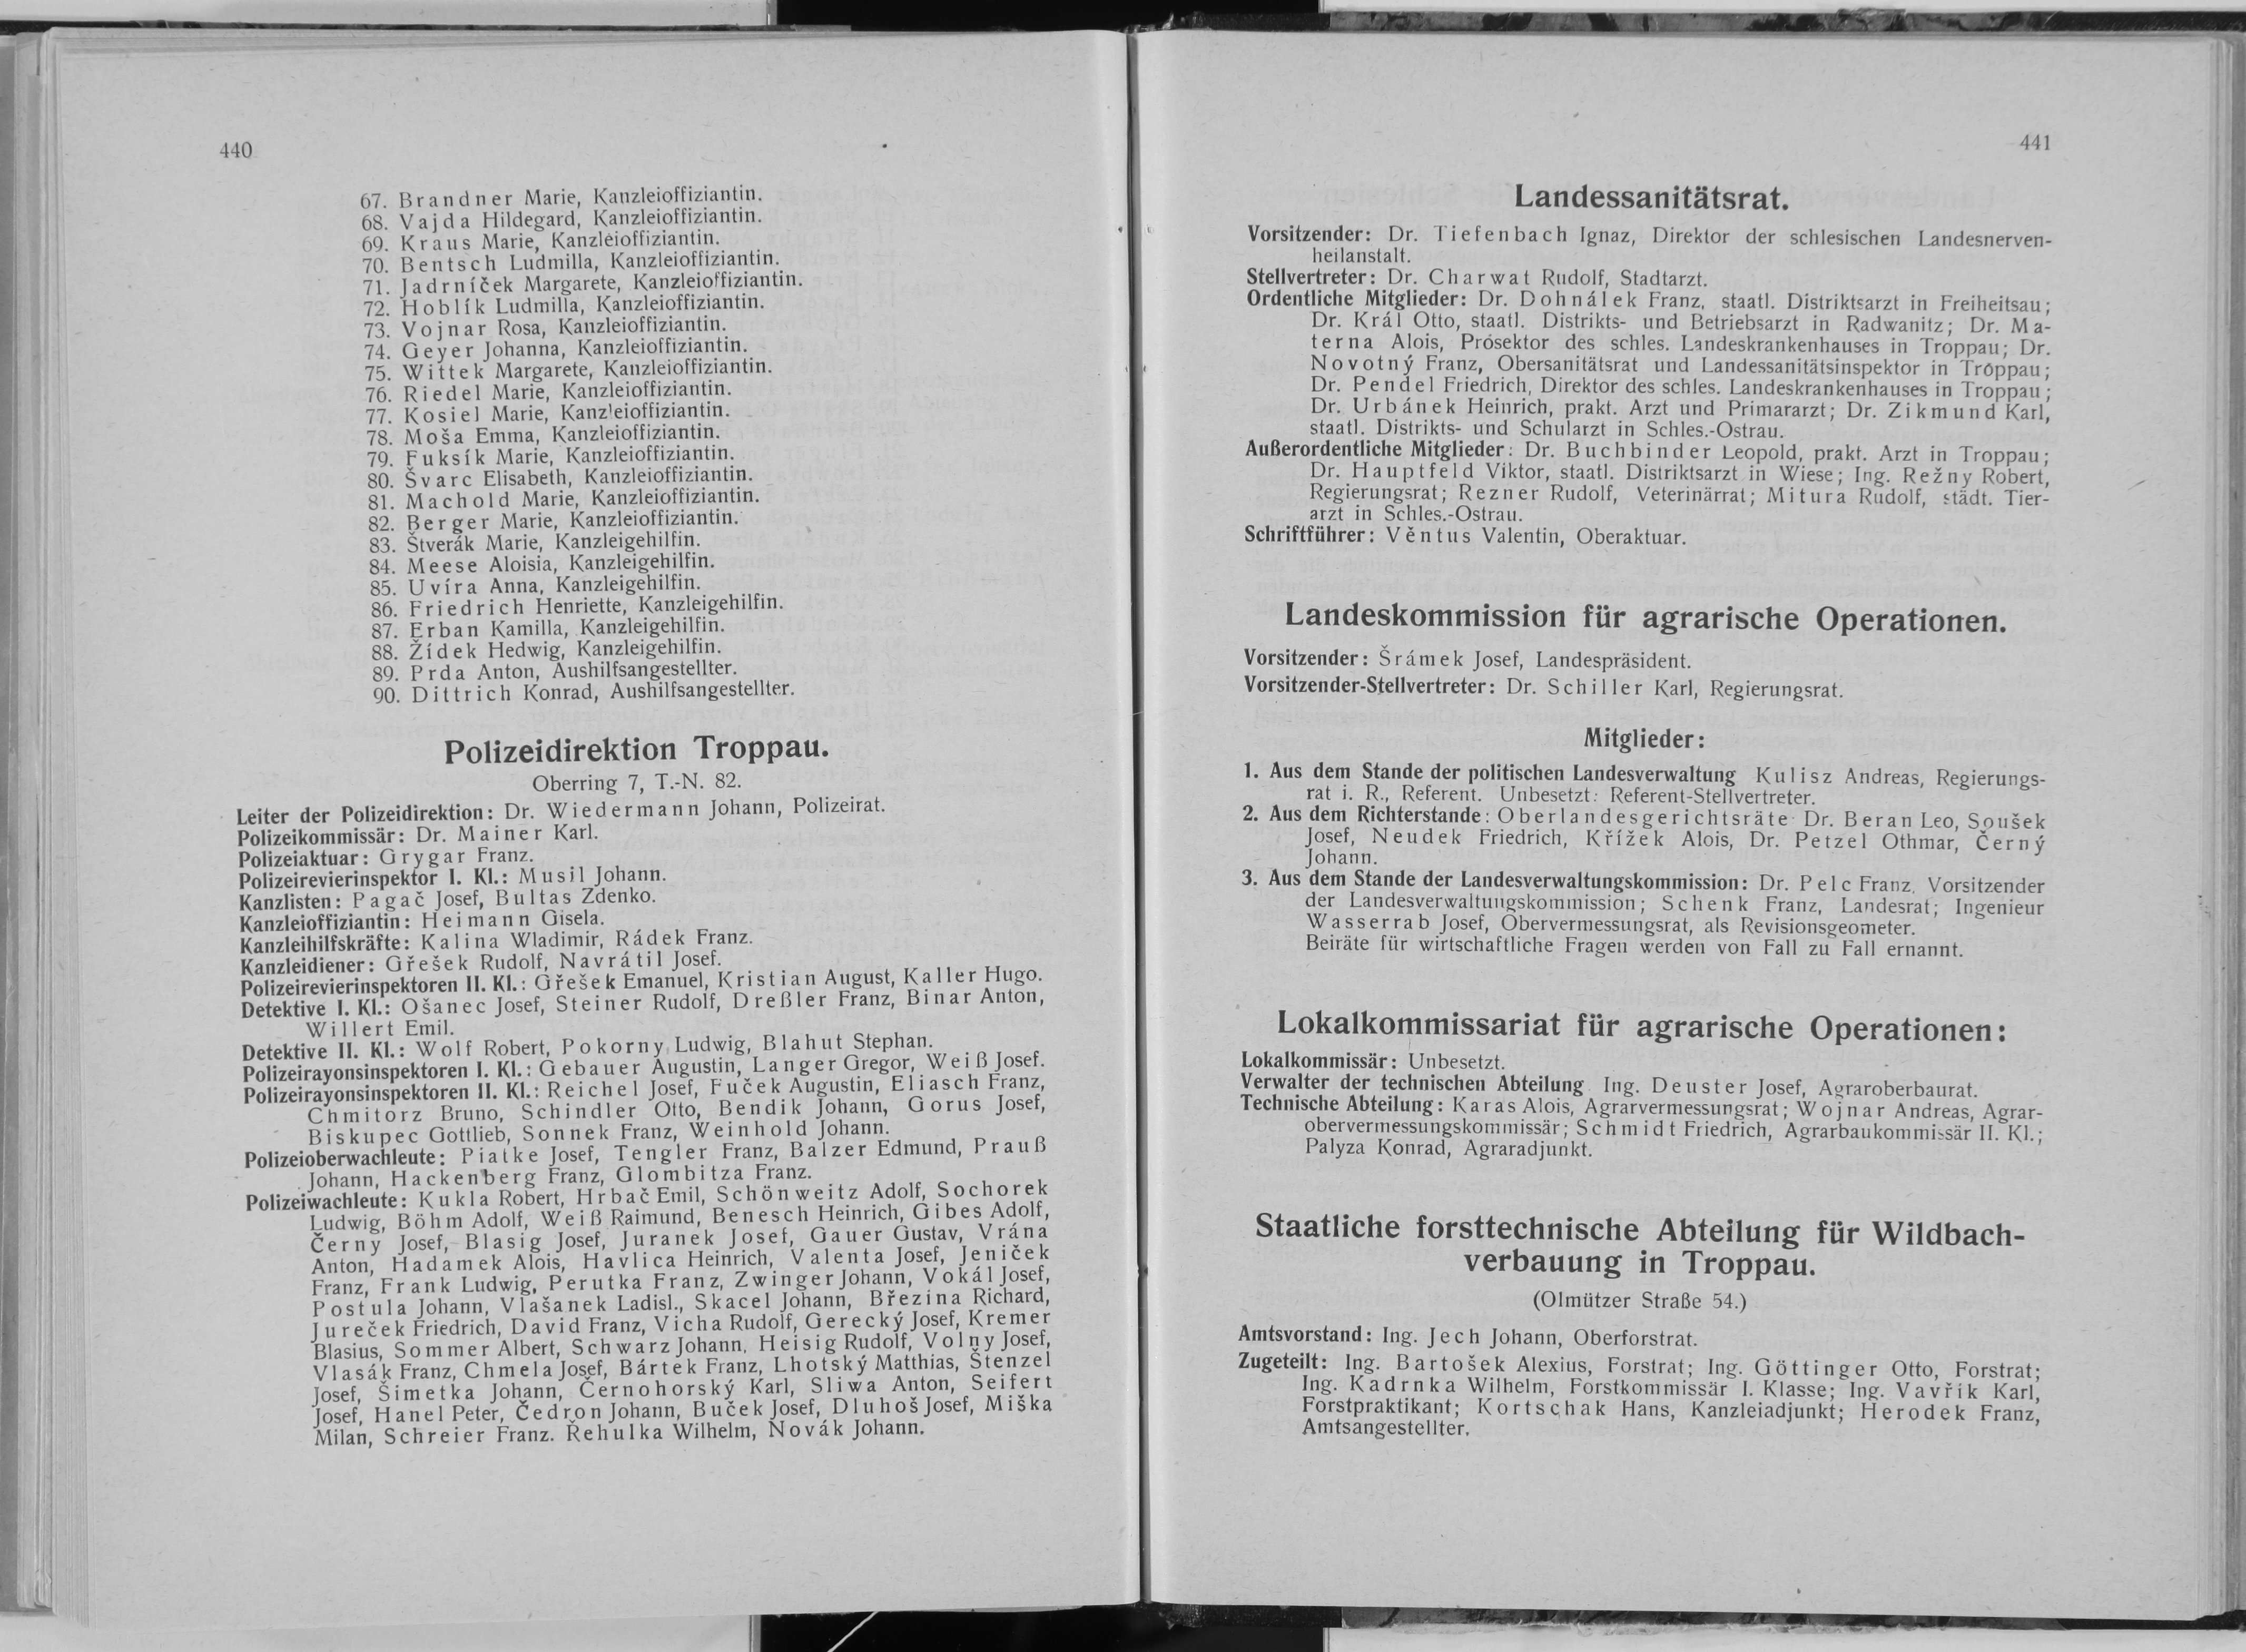 440
67. Brandner Marie, Kanzleioffiziantin.
68. Vajda Hildegard, Kanzleioffiziantin.
69. Kraus Marie, Kanzleioffiziantin.
70. Bentsch Ludmilla, Kanzleioffiziantin.
71. Jadrníček Margarete, Kanzleioffiziantin.
72. Hoblík Ludmilla, Kanzleioffiziantin.
73. Vojnar Rosa, Kanzleioffiziantin.
74. Geyer Johanna, Kanzleioffiziantin.
75. Wittek Margarete, Kanzleioffiziantin.
76. Riedel Marie, Kanzleioffiziantin.
77. Kosiel Marie, Kanzleioffiziantin.
78. Moša Emma, Kanzleioffiziantin.
79. Fuksík Marie, Kanzleioffiziantin.
80. Švarc Elisabeth, Kanzleioffiziantin.
81. Machold Marie, Kanzleioffiziantin.
82. Berger Marie, Kanzleioffiziantin.
83. Štverák Marie, Kanzleigehilfin.
84. Meese Aloisia, Kanzleigehilfin.
85. Uvíra Anna, Kanzleigehilfin.
86. Friedrich Henriette, Kanzleigehilfin.
87. Erban Kamilla, Kanzleigehilfin.
88. Žídek Hedwig, Kanzleigehilfin.
89. Prda Anton, Aushilfsangestellter.
90. Dittrich Konrad, Aushilfsangestellter.
Polizeidirektion Troppau.
Oberring 7, T.-N. 82.
Leiter der Polizeidirektion: Dr. Wiedermann Johann, Polizeirat.
Polizeikommissär: Dr. Mainer Karl.
Polizeiaktuar: Grygar Franz.
Polizeirevierinspektor I. Kl.: Musil Johann.
Kanzlisten: Pagač Josef, Bultas Zdenko.
Kanzleioffiziantin: Heimann Gisela.
Kanzleihilfskräfte: Kalina Wladimir, Rádek Franz.
Kanzleidiener: Gřešek Rudolf, Navrátil Josef.
Polizeirevierinspektoren II. Kl.: Gřešek Emanuel, Kristian August, Kaller Hugo.
Detektive I. Kl.: Ošanec Josef, Steiner Rudolf, Dreßler Franz, Binar Anton,
Willert Emil.
Detektive II. Kl.: Wolf Robert, Pokorny Ludwig, Blahut Stephan.
Polizeirayonsinspektoren I. Kl.: Gebauer Augustin, Langer Gregor, Weiß Josef.
Polizeirayonsinspektoren II. Kl.: Reichel Josef, Fuček Augustin, Eliasch Franz,
Chmitorz Bruno, Schindler Otto, Bendik Johann, Gorus Josef,
Biskupec Gottlieb, Sonnek Franz, Weinhold Johann.
Polizeioberwachleute: Piatke Josef, Tengler Franz, Balzer Edmund, Prauß
Johann, Hackenberg Franz, Glombitza Franz.
Polizeiwachleute: Kukla Robert, Hrbač Emil, Schönweitz Adolf, Sochorek
Ludwig, Böhm Adolf, Weiß Raimund, Benesch Heinrich, Gibes Adolf,
Černy Josef, Blasig Josef, Juranek Josef, Gauer Gustav, Vrána
Anton, Hadamek Alois, Havlica Heinrich, Valenta Josef, Jeniček
Franz, Frank Ludwig, Perutka Franz, Zwinger Johann, Vokál Josef,
Postula Johann, Vlašanek Ladisl., Skacel Johann, Březina Richard,
Jureček Friedrich, David Franz, Vicha Rudolf, Gerecký Josef, Kremer
Blasius, Sommer Albert, Schwarz Johann, Heisig Rudolf, Volny Josef,
Vlasák Franz, Chmela Josef, Bártek Franz, Lhotský Matthias, Štenzel
Josef, Šimetka Johann, Černohorský Karl, Sliwa Anton, Seifert
Josef, Hanel Peter, Čedron Johann, Buček Josef, Dluhoš Josef, Miška
Milan, Schreier Franz. Řehulka Wilhelm, Novák Johann.
441
Landessanitätsrat.
Vorsitzender: Dr. Tiefenbach Ignaz, Direktor der schlesischen Landesnerven-
heilanstalt.
Stellvertreter: Dr. Charwat Rudolf, Stadtarzt.
Ordentliche Mitglieder: Dr. Dohnálek Franz, staatl. Distriktsarzt in Freiheitsau;
Dr. Král Otto, staatl. Distrikts- und Betriebsarzt in Radwanitz; Dr. Ma-
terna Alois, Prosektor des schles. Landeskrankenhauses in Troppau; Dr.
Novotný Franz, Obersanitätsrat und Landessanitätsinspektor in Troppau;
Dr. Pendel Friedrich, Direktor des schles. Landeskrankenhauses in Troppau;
Dr. Urbánek Heinrich, prakt. Arzt und Primararzt; Dr. Zikmund Karl,
staatl. Distrikts- und Schularzt in Schles.-Ostrau.
Außerordentliche Mitglieder: Dr. Buchbinder Leopold, prakt. Arzt in Troppau;
Dr. Hauptfeld Viktor, staatl. Distriktsarzt in Wiese; Ing. Režny Robert,
Regierungsrat; Rezner Rudolf, Veterinärrat; Mitura Rudolf, städt. Tier-
arzt in Schles.-Ostrau.
Schriftführer: Věntus Valentin, Oberaktuar.
Landeskommission für agrarische Operationen.
Vorsitzender: Šrámek Josef, Landespräsident.
Vorsitzender-Stellvertreter: Dr. Schiller Karl, Regierungsrat.
Mitglieder:
1. Aus dem Stande der politischen Landesverwaltung Kulisz Andreas, Regierungs-
rat i. R., Referent. Unbesetzt: Referent-Stellvertreter.
2. Aus dem Richterstande: Oberlandesgerichtsräte Dr. Beran Leo, Soušek
Josef, Neudek Friedrich, Křížek Alois, Dr. Petzel Othmar, Černý
Johann.
3. Aus dem Stande der Landesverwaltungskommission: Dr. Pelc Franz, Vorsitzender
der Landesverwaltungskommission; Schenk Franz, Landesrat; Ingenieur
Wasserrab Josef, Obervermessungsrat, als Revisionsgeometer.
Beiräte für wirtschaftliche Fragen werden von Fall zu Fall ernannt.
Lokalkommissariat für agrarische Operationen:
Lokalkommissär: Unbesetzt.
Verwalter der technischen Abteilung Ing. Deuster Josef, Agraroberbaurat.
Technische Abteilung: Karas Alois, Agrarvermessungsrat; Wojnar Andreas, Agrar-
obervermessungskommissär; Schmidt Friedrich, Agrarbaukommissär II. Kl.;
Palyza Konrad, Agraradjunkt.
Staatliche forsttechnische Abteilung für Wildbach-
verbauung in Troppau.
(Olmützer Straße 54.)
Amtsvorstand: Ing. Jech Johann, Oberforstrat.
Zugeteilt: Ing. Bartošek Alexius, Forstrat; Ing. Göttinger Otto, Forstrat;
Ing. Kadrnka Wilhelm, Forstkommissär I. Klasse; Ing. Vavřík Karl,
Forstpraktikant; Kortschak Hans, Kanzleiadjunkt; Herodek Franz,
Amtsangestellter.